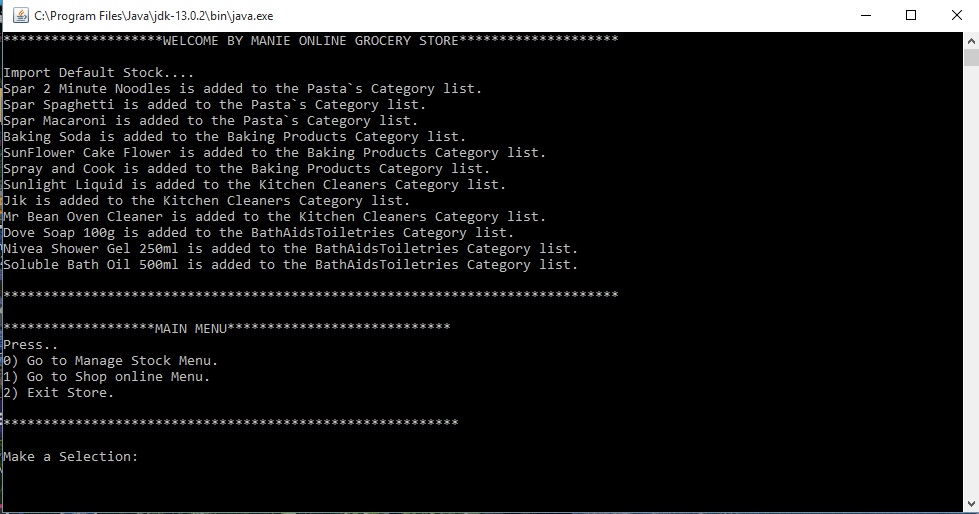 C:\Program Files\Java\jdk-13.0.2\bin\java.exe
********************WELCOME BY MANIE ONLINE GROCERY STORE********************
Import Default Stock....
Spar 2 Minute Noodles is added to the Pasta`s Category list.
Spar Spaghetti is added to the Pasta`s Category list.
Spar Macaroni is added to the Pasta`s Category list.
Baking Soda is added to the Baking Products Category list.
SunFlower Cake Flower is added to the Baking Products Category list.
Spray and Cook is added to the Baking Products Category list.
Sunlight Liquid is added to the Kitchen Cleaners Category list.
Jik is added to the Kitchen Cleaners Category list.
Mr Bean Oven Cleaner is added to the Kitchen Cleaners Category list.
Dove Soap 100g is added to the BathAidsToiletries Category list.
Nivea Shower Gel 250ml is added to the BathAidsToiletries Category list.
Soluble Bath Oil 500ml is added to the BathAidsToiletries Category list.
*****************************************************************************
*******************MAIN MENU****************************
Press..
0) Go to Manage Stock Menu.
1) Go to Shop online Menu.
2) Exit Store.
*********************************************************
Make a Selection: